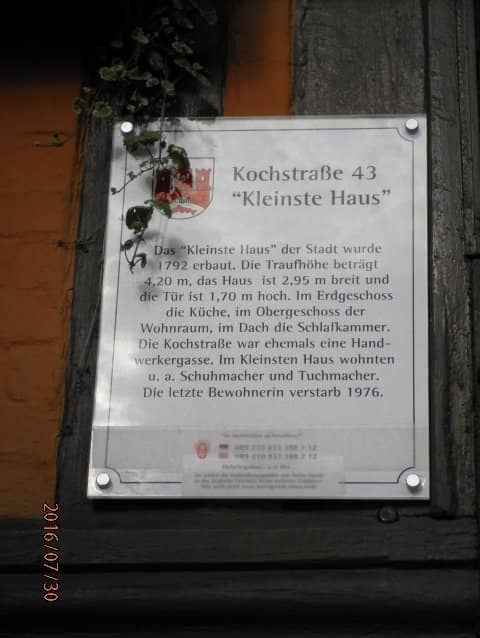 Kochstraße 43
“Kleinste Haus”
Das “Kleinste Haus” der Stadt wurde
1792 erbaut. Die Traufhöhe beträgt
4,20 m, das Haus ist 2,95 m breit und
die Tür ist 1,70 m hoch. Im Erdgeschoss
die Küche, im Obergeschoss der
Wohnraum, im Dach die Schlafkammer.
Die Kochstraße war ehemals eine Hand-
werkergasse. Im Kleinsten Haus wohnten
u. a. Schuhmacher und Tuchmacher.
Die letzte Bewohnerin verstarb 1976.
2016/07/30